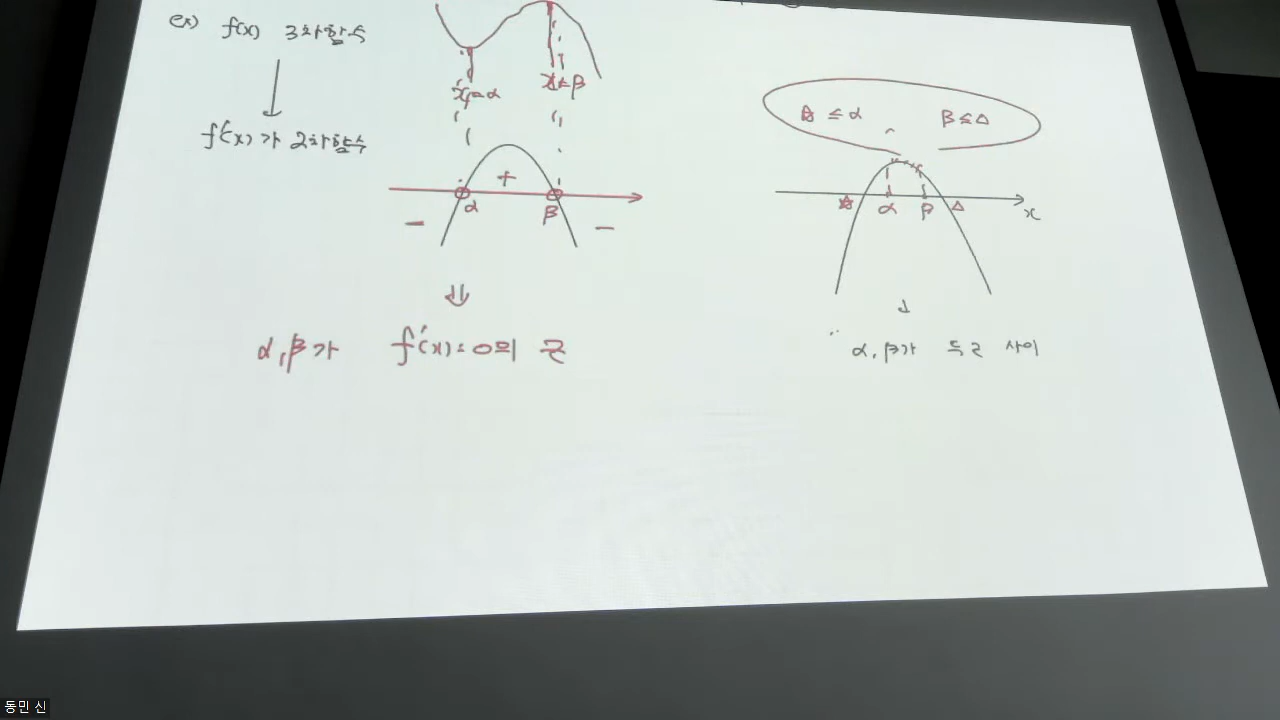 ex) f(x) 3차함수
f'(x)가 2차함수
x=α
x=β
+
α
β
-
-
⇓
α, β가 f'(x)=0의 근
☆ ≤ α
β ≤ △
☆ α β △
x
α, β가 두근 사이
동민 신